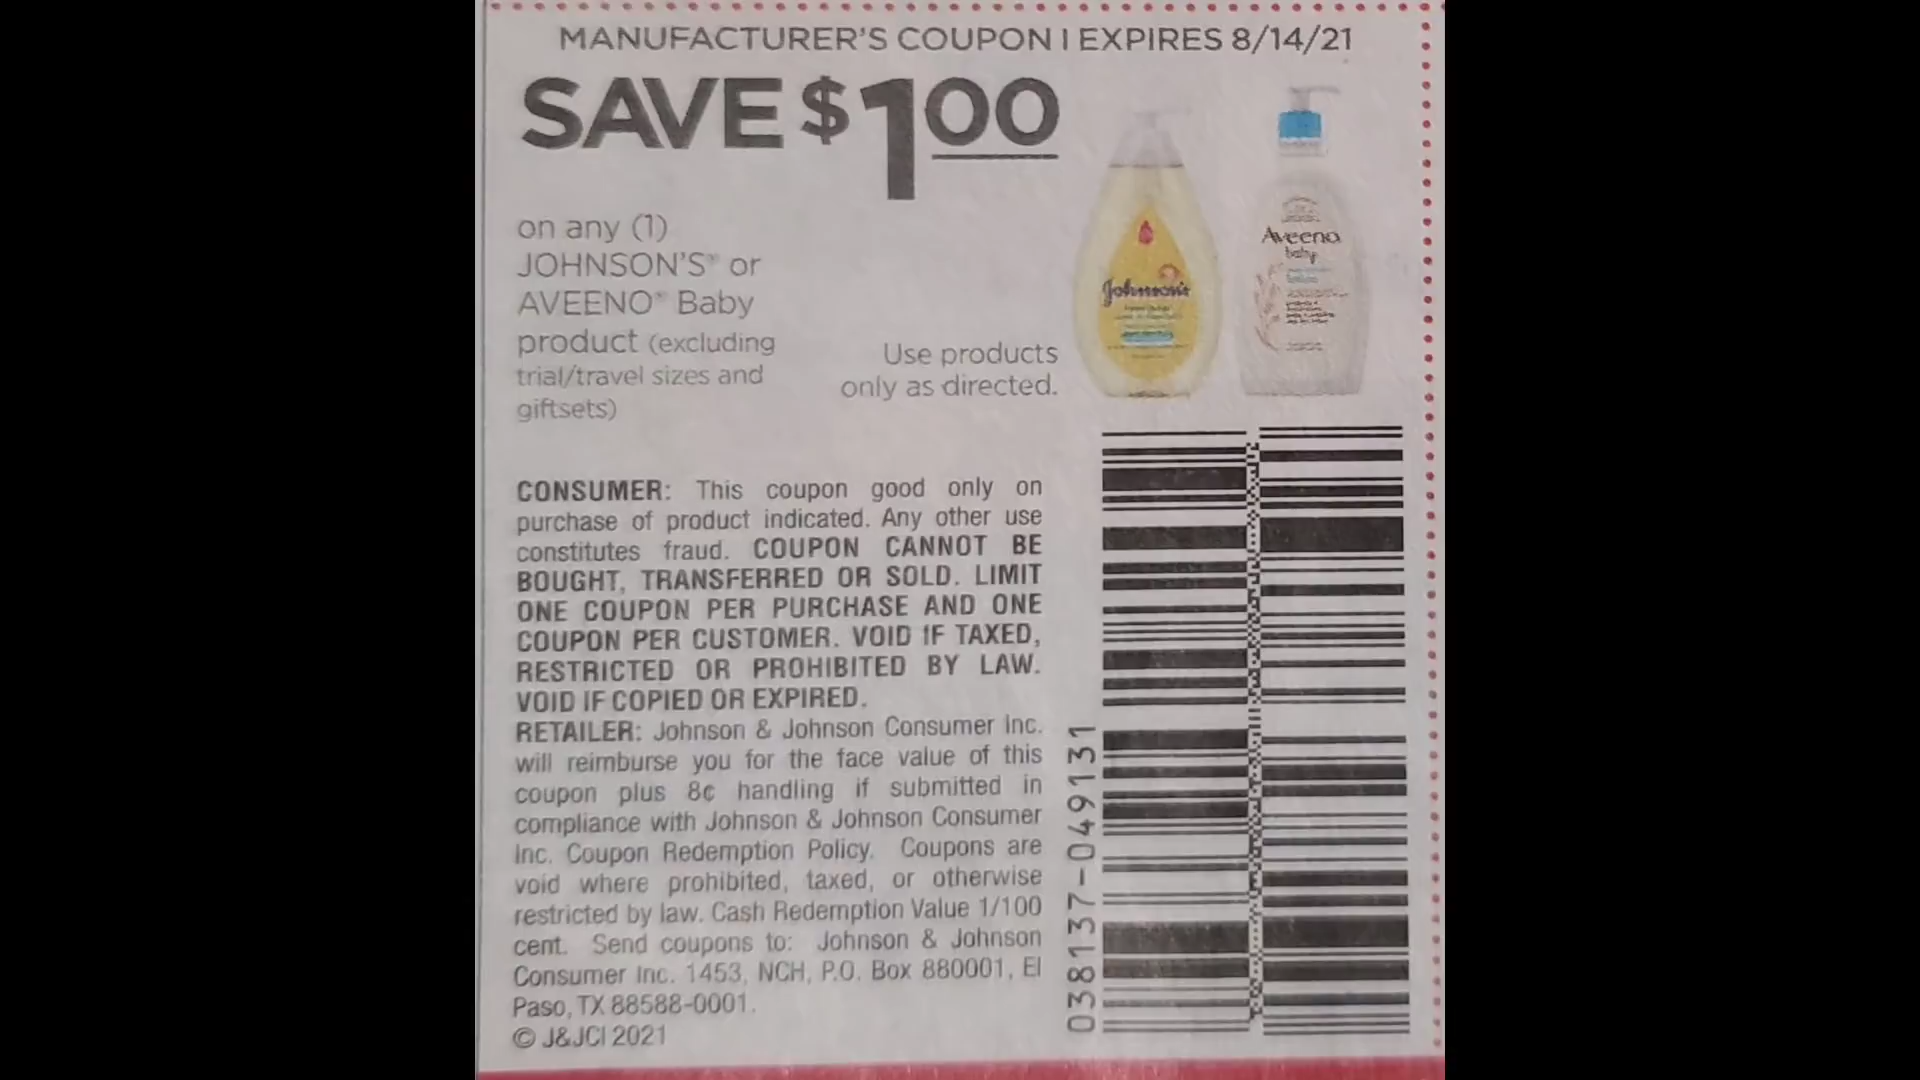 MANUFACTURER'S COUPON | EXPIRES 8/14/21
SAVE $1.00
on any (1)
JOHNSON'S® or
AVEENO® Baby
product (excluding
trial/travel sizes and
giftsets)
Use products
only as directed.
Johnson's
Aveeno
baby
CONSUMER: This coupon good only on
purchase of product indicated. Any other use
constitutes fraud. COUPON CANNOT BE
BOUGHT, TRANSFERRED OR SOLD. LIMIT
ONE COUPON PER PURCHASE AND ONE
COUPON PER CUSTOMER. VOID IF TAXED,
RESTRICTED OR PROHIBITED BY LAW.
VOID IF COPIED OR EXPIRED.
RETAILER: Johnson & Johnson Consumer Inc.
will reimburse you for the face value of this
coupon plus 8¢ handling if submitted in
compliance with Johnson & Johnson Consumer
Inc. Coupon Redemption Policy. Coupons are
void where prohibited, taxed, or otherwise
restricted by law. Cash Redemption Value 1/100
cent. Send coupons to: Johnson & Johnson
Consumer Inc. 1453, NCH, P.O. Box 880001, El
Paso, TX 88588-0001.
© J&JCI 2021
038137-049131